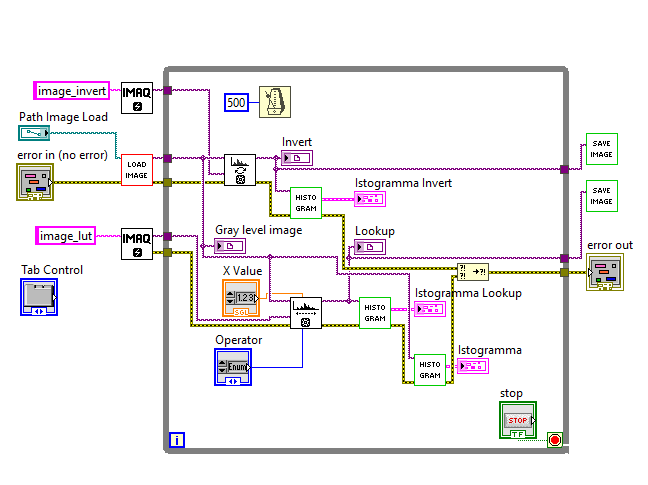 image_invert
IMAQ
500
Path Image Load
Invert
SAVE
IMAGE
error in (no error)
LOAD
IMAGE
Istogramma Invert
HISTO
GRAM
SAVE
IMAGE
image_lut
IMAQ
Gray level image
Lookup
error out
Tab Control
X Value
1.23
SGL
Istogramma Lookup
HISTO
GRAM
Operator
Enum
Istogramma
HISTO
GRAM
stop
STOP
TF
i